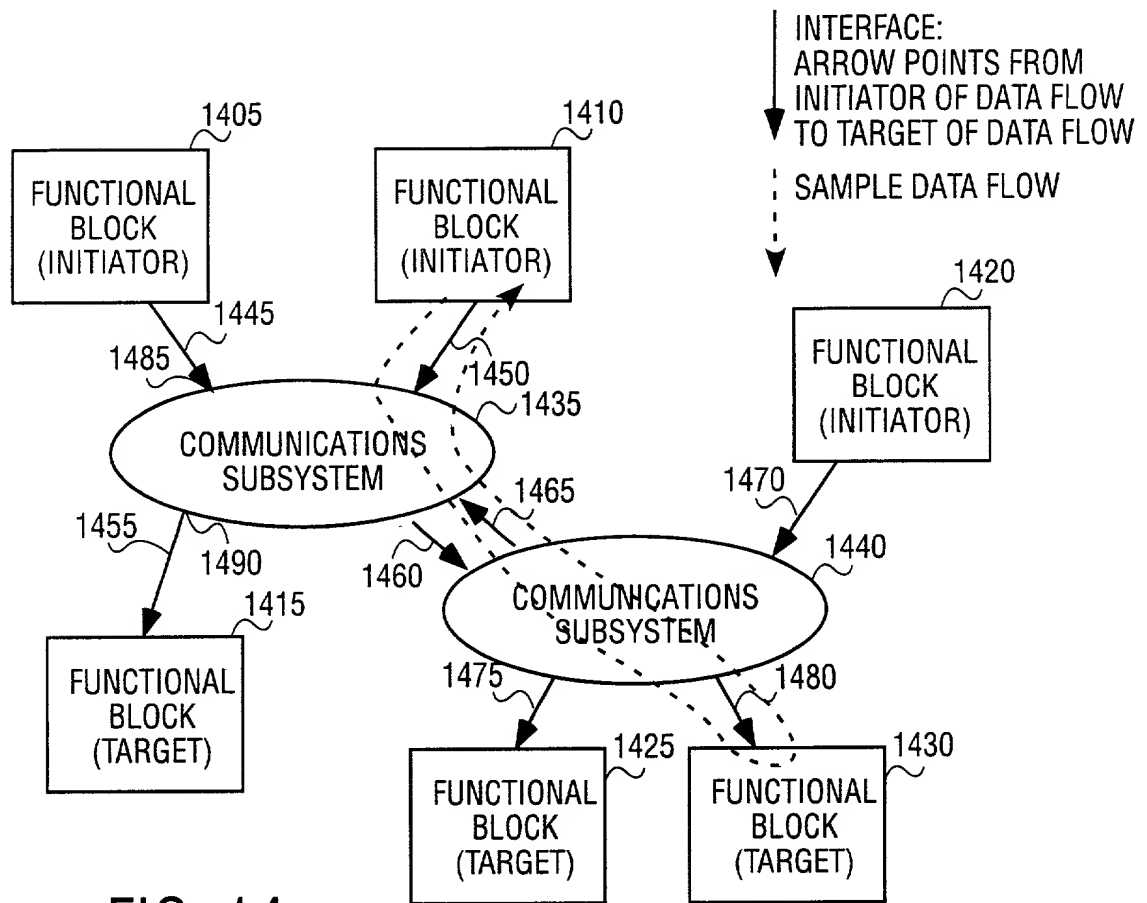 INTERFACE:
ARROW POINTS FROM
INITIATOR OF DATA FLOW
TO TARGET OF DATA FLOW
SAMPLE DATA FLOW
1405
FUNCTIONAL
BLOCK
(INITIATOR)
1410
FUNCTIONAL
BLOCK
(INITIATOR)
1420
FUNCTIONAL
BLOCK
(INITIATOR)
1445
1485
1450
1435
COMMUNICATIONS
SUBSYSTEM
1470
1465
1455
1490
1460
1440
COMMUNICATIONS
SUBSYSTEM
1415
FUNCTIONAL
BLOCK
(TARGET)
1475
1480
1425
FUNCTIONAL
BLOCK
(TARGET)
1430
FUNCTIONAL
BLOCK
(TARGET)
FIG. 14